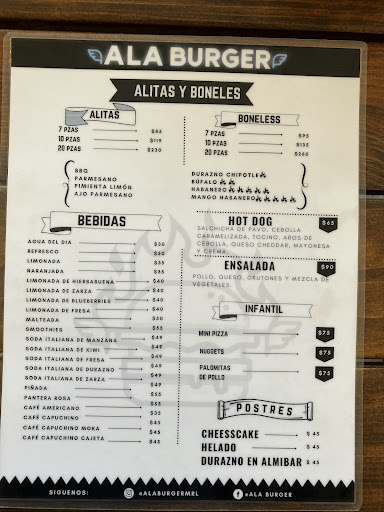 ALA BURGER
ALITAS Y BONELES
ALITAS
7 PZAS $85
10 PZAS $119
20 PZAS $230
BONELESS
7 PZAS $95
10 PZAS $135
20 PZAS $260
BBQ
PARMESANO
PIMIENTA LIMÓN
AJO PARMESANO
DURAZNO CHIPOTLE
BÚFALO
HABANERO
MANGO HABANERO
BEBIDAS
AGUA DEL DIA $30
REFRESCO $30
LIMONADA $35
NARANJADA $35
LIMONADA DE HIERBABUENA $40
LIMONADA DE ZARZA $40
LIMONADA DE BLUEBERRIES $40
LIMONADA DE FRESA $40
MALTEADA $50
SMOOTHIES $55
SODA ITALIANA DE MANZANA $49
SODA ITALIANA DE KIWI $49
SODA ITALIANA DE FRESA $49
SODA ITALIANA DE DURAZNO $49
SODA ITALIANA DE ZARZA $49
PIÑADA $55
PANTERA ROSA $55
CAFÉ AMERICANO $35
CAFÉ CAPUCHINO $45
CAFÉ CAPUCHINO MOKA $45
CAFÉ CAPUCHINO CAJETA $45
HOT DOG $65
SALCHICHA DE PAVO, CEBOLLA
CARAMELIZADA, TOCINO, AROS DE
CEBOLLA, QUESO CHEDDAR, MAYONESA
Y CREMA.
ENSALADA $90
POLLO, QUESO, CRUTONES Y MEZCLA DE
VEGETALES.
INFANTIL
MINI PIZZA $75
NUGGETS $75
PALOMITAS
DE POLLO $75
POSTRES
CHEESSCAKE $45
HELADO $45
DURAZNO EN ALMIBAR $45
SIGUENOS: @ALABURGERMRL @ALA BURGER